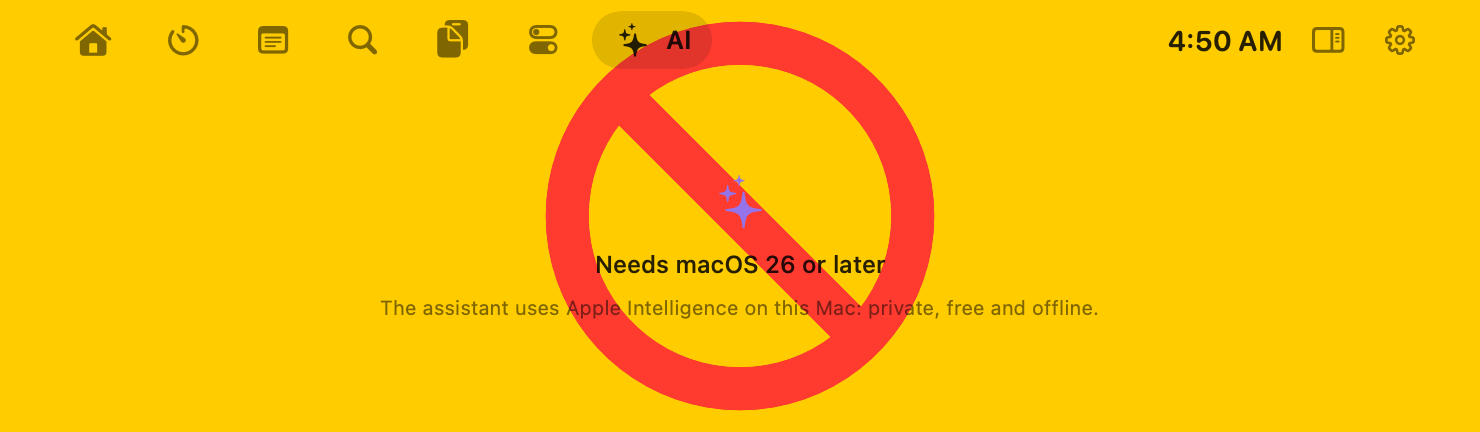 AI
4:50 AM
Needs macOS 26 or later
The assistant uses Apple Intelligence on this Mac: private, free and offline.